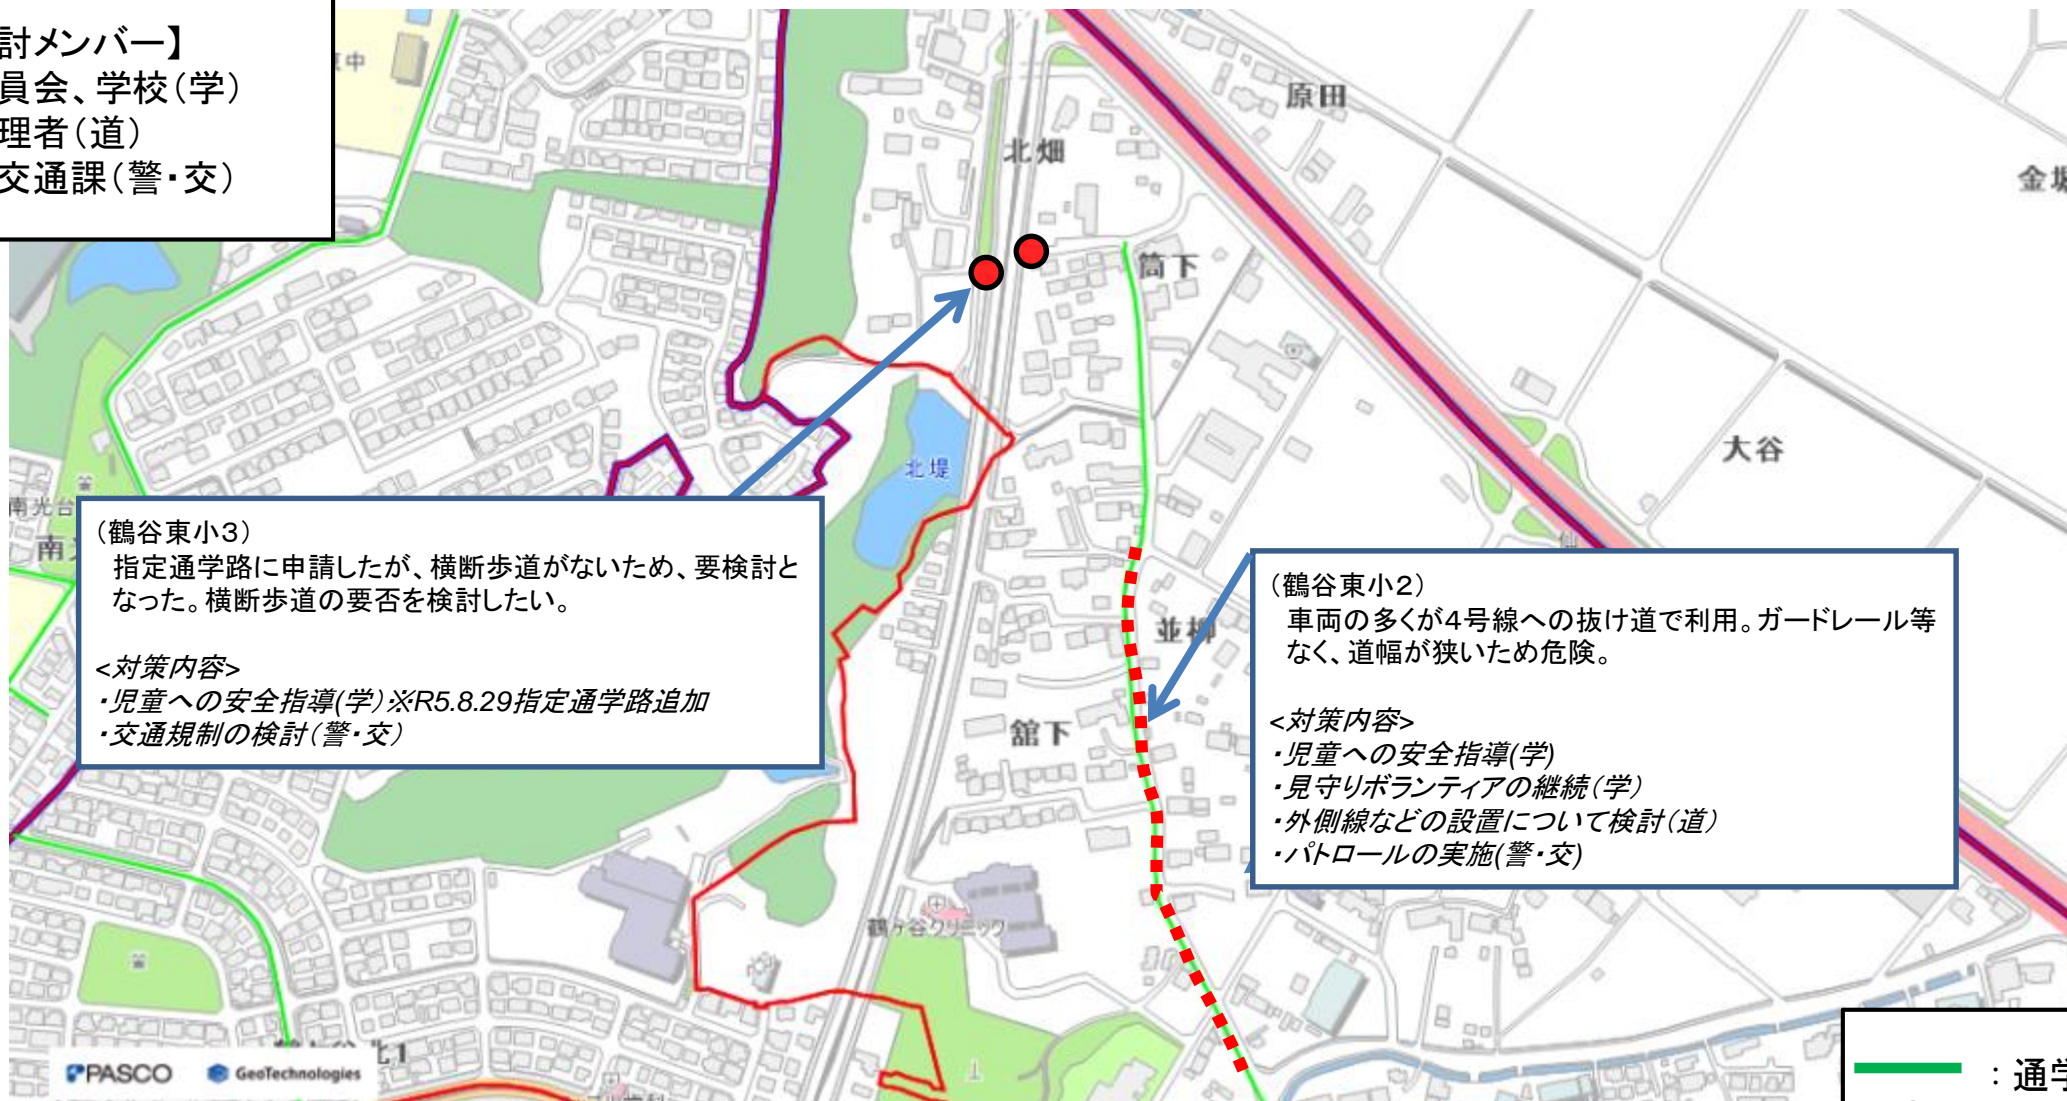 討メンバー】
員会、学校(学)
理者(道)
交通課(警・交)
中
原田
北畑
金堀
筒下
大谷
北堤
南光台
南
(鶴谷東小3)
指定通学路に申請したが、横断歩道がないため、要検討と
なった。横断歩道の要否を検討したい。
<対策内容>
・児童への安全指導(学)※R5.8.29指定通学路追加
・交通規制の検討(警・交)
並柳
(鶴谷東小2)
車両の多くが4号線への抜け道で利用。ガードレール等
なく、道幅が狭いため危険。
<対策内容>
・児童への安全指導(学)
・見守りボランティアの継続(学)
・外側線などの設置について検討(道)
・パトロールの実施(警・交)
舘下
鶴ケ谷クリニック
PASCO GeoTechnologies
：通学